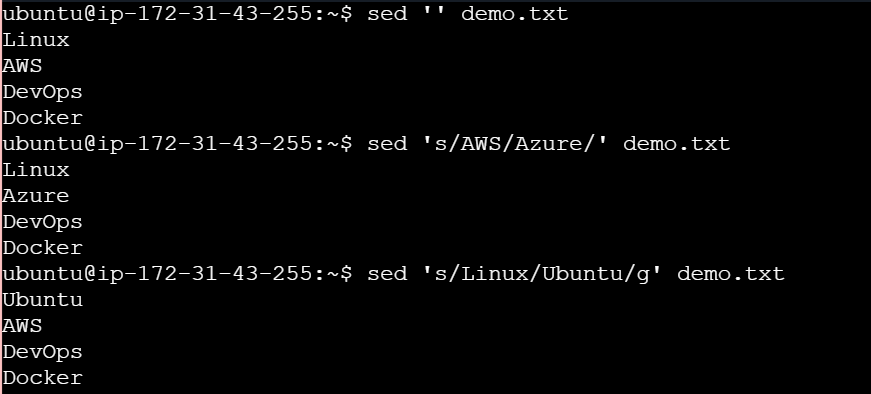 ubuntu@ip-172-31-43-255:~$ sed '' demo.txt
Linux
AWS
DevOps
Docker
ubuntu@ip-172-31-43-255:~$ sed 's/AWS/Azure/' demo.txt
Linux
Azure
DevOps
Docker
ubuntu@ip-172-31-43-255:~$ sed 's/Linux/Ubuntu/g' demo.txt
Ubuntu
AWS
DevOps
Docker